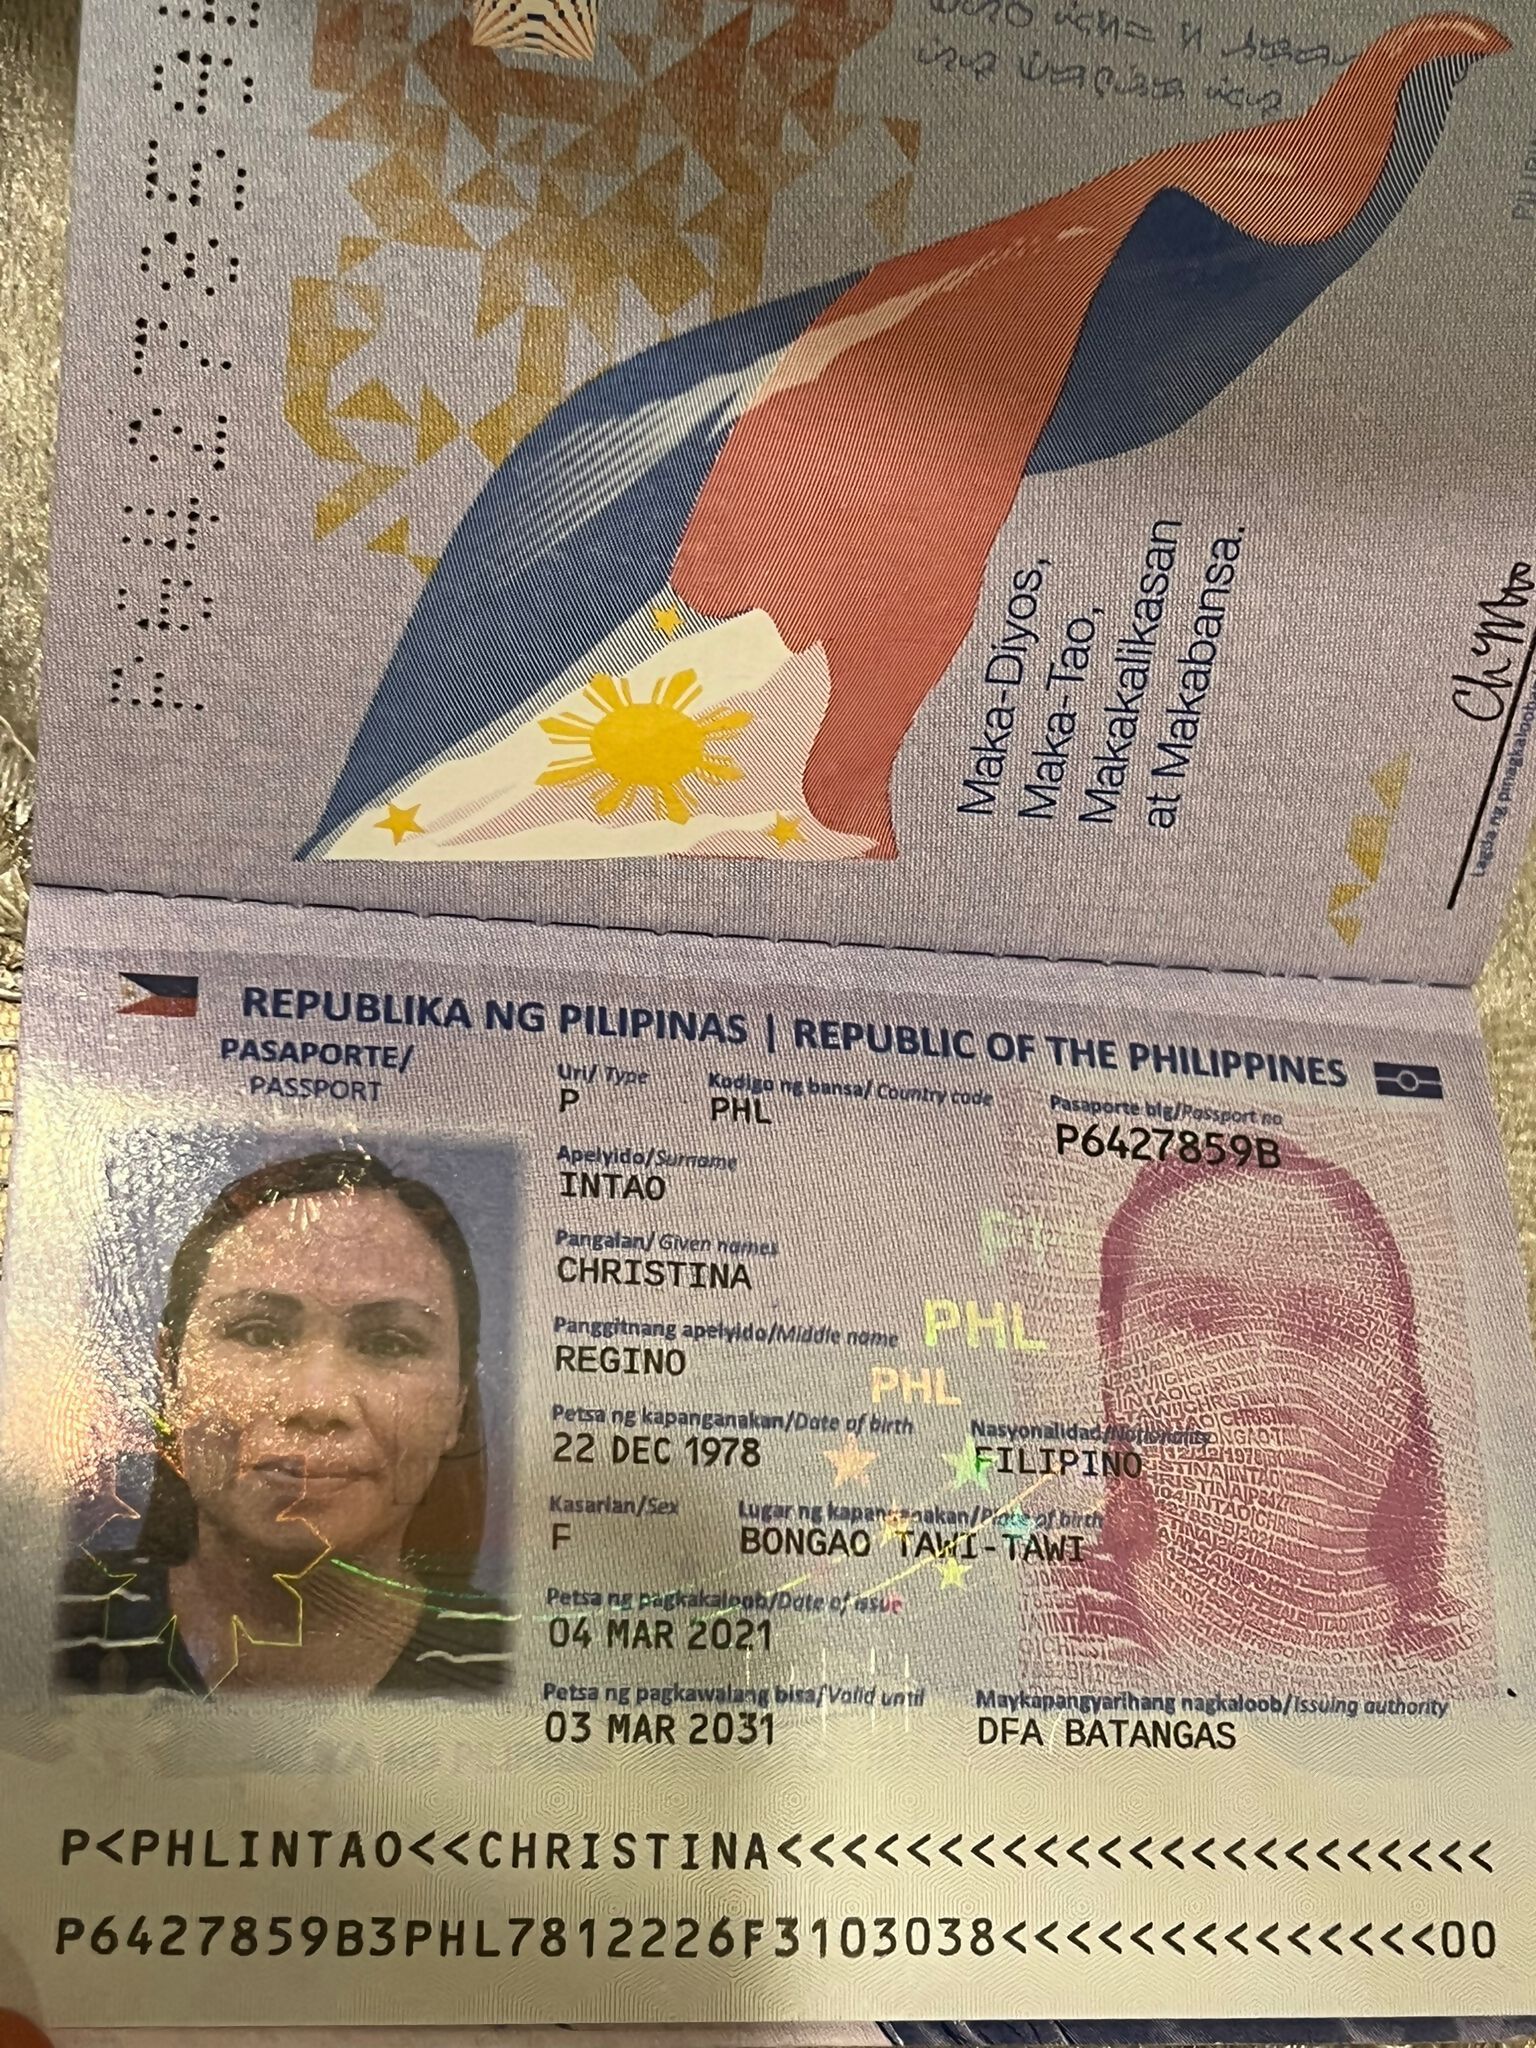 P6427859B
Maka-Diyos,
Maka-Tao,
Makakalikasan
at Makabansa.
Lagda ng pinagkalooban
REPUBLIKA NG PILIPINAS | REPUBLIC OF THE PHILIPPINES
PASAPORTE/
PASSPORT
Uri/ Type
P
Kodigo ng bansa/ Country code
PHL
Pasaporte blg/Passport no
P6427859B
Apelyido/Surname
INTAO
Pangalan/ Given names
CHRISTINA
Panggitnang apelyido/Middle name
REGINO
PHL
PHL
Petsa ng kapanganakan/Date of birth
22 DEC 1978
Nasyonalidad/Nationality
FILIPINO
Kasarian/Sex
F
Lugar ng kapanganakan/Place of birth
BONGAO TAWI-TAWI
Petsa ng pagkakaloob/Date of issue
04 MAR 2021
Petsa ng pagkawalang bisa/Valid until
03 MAR 2031
Maykapangyarihang nagkaloob/Issuing authority
DFA BATANGAS
P<PHLINTAO<<CHRISTINA<<<<<<<<<<<<<<<<<<<<<<<
P6427859B3PHL7812226F3103038<<<<<<<<<<<<<<00